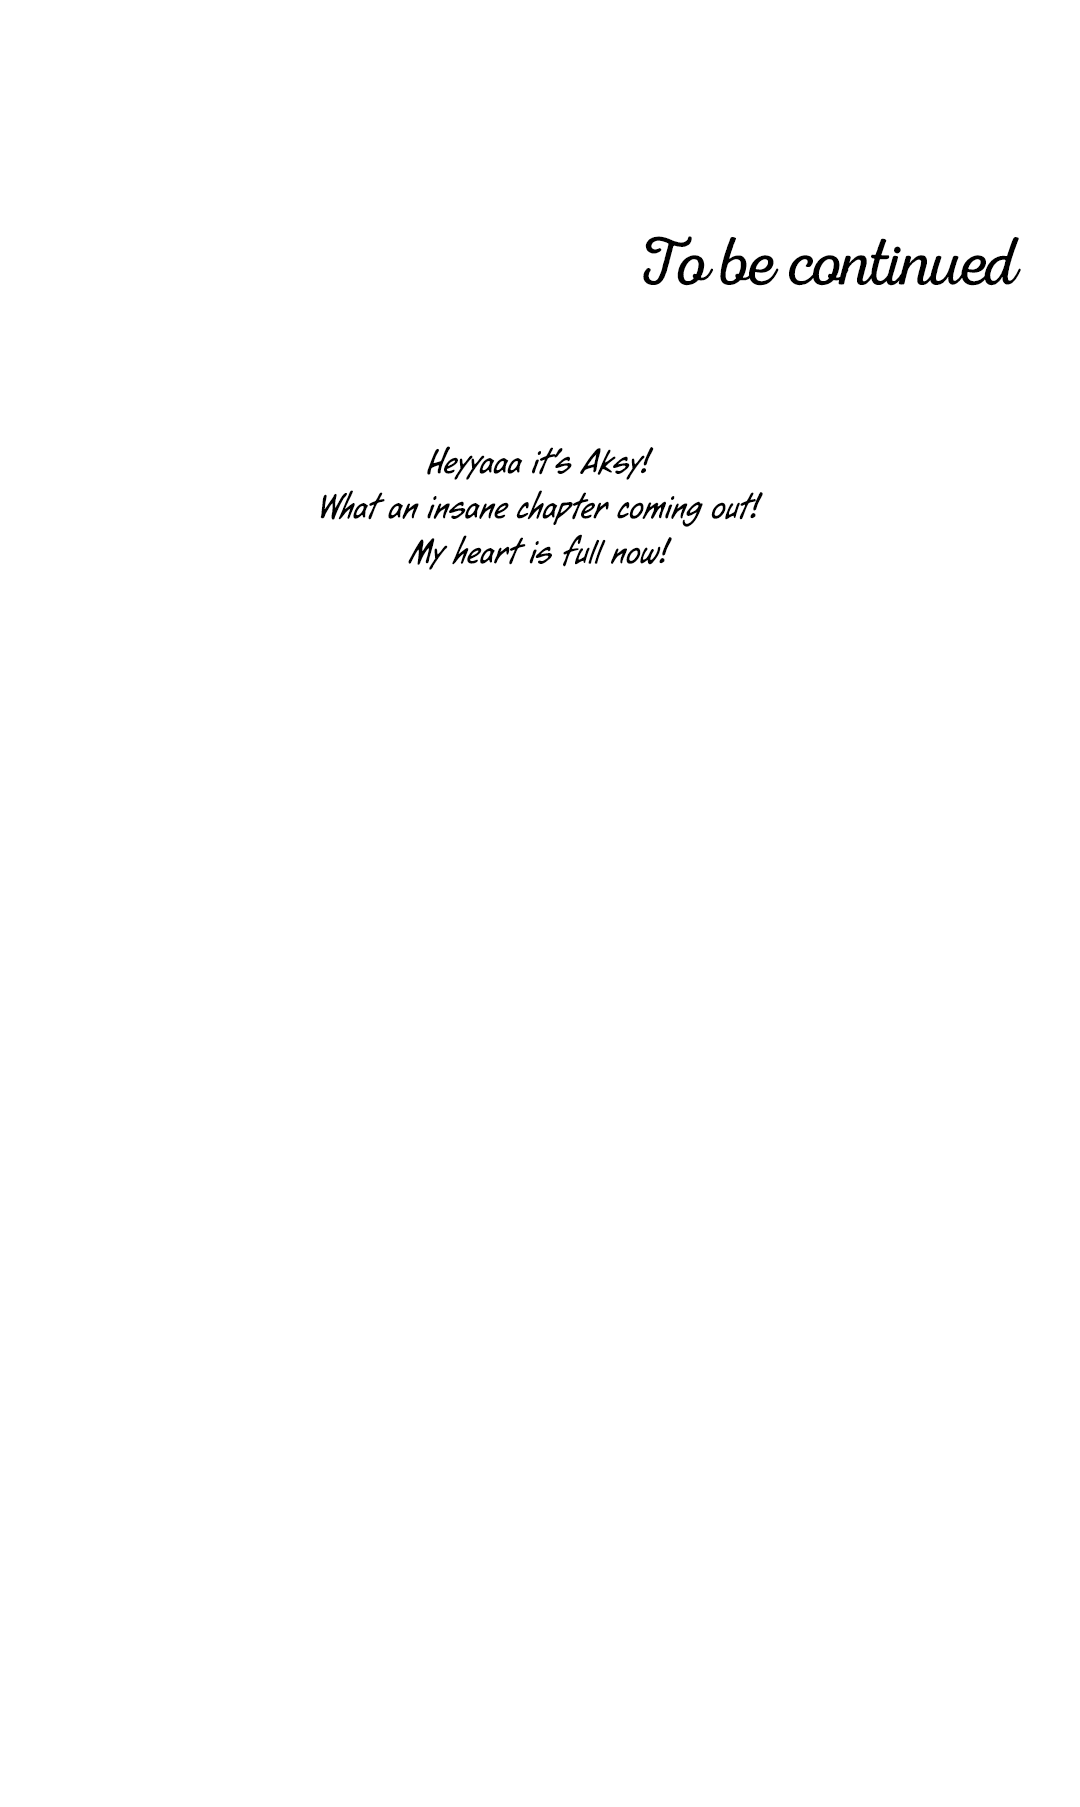 To be continued
Heyyaaa it's Aksy!
What an insane chapter coming out!
My heart is full now!